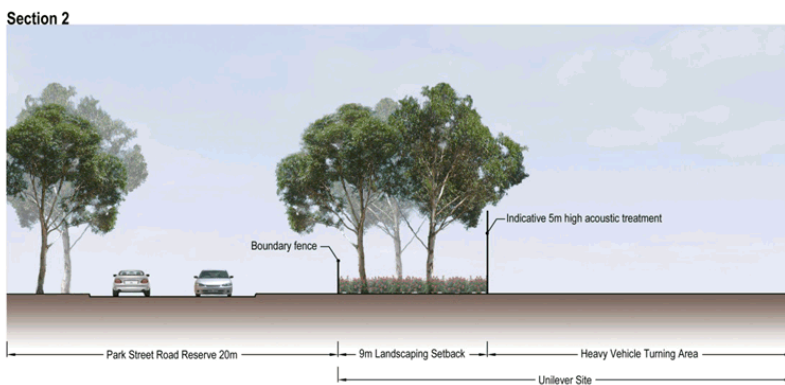 Section 2
Indicative 5m high acoustic treatment
Boundary fence
Park Street Road Reserve 20m
9m Landscaping Setback
Heavy Vehicle Turning Area
Unilever Site